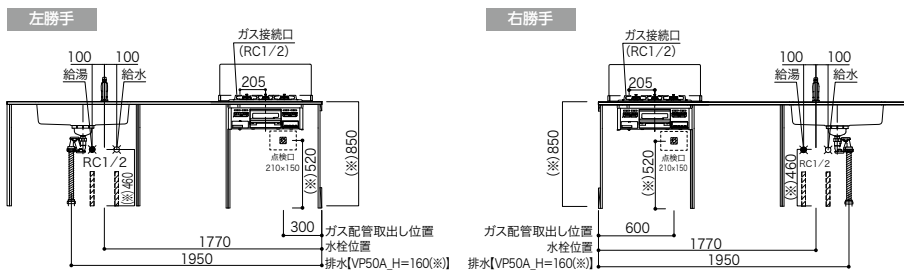 左勝手
ガス接続口
(RC1/2)
100 100
給湯 給水
205
RC1/2
(※)460
点検口
210×150
(※)520
(※)850
300 ガス配管取出し位置
1770 水栓位置
1950 排水【VP50A_H=160(※)】
右勝手
ガス接続口
(RC1/2)
205
100 100
給湯 給水
(※)850
(※)520
点検口
210×150
(※)460
RC1/2
ガス配管取出し位置 600
水栓位置 1770
排水【VP50A_H=160(※)】 1950